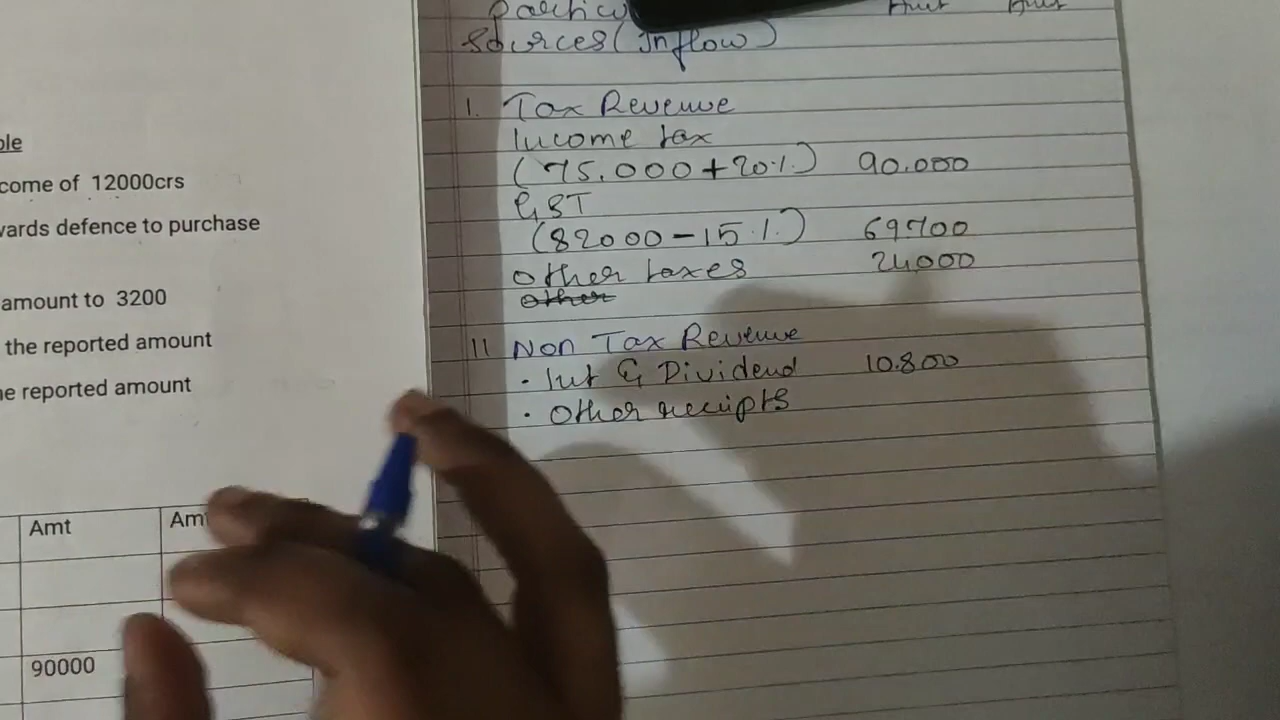 ble
come of 12000crs
wards defence to purchase
amount to 3200
the reported amount
he reported amount
Amt
90000
Sources (Inflow)
I. Tax Revenue
Income tax
(75,000+20%) 90,000
GST
(82000-15%) 69700
Other taxes 24000
Other
II Non Tax Revenue
• Int & Dividend 10,800
• Other receipts